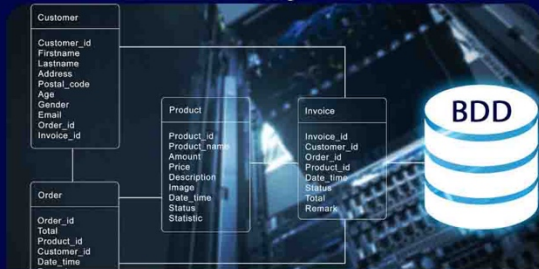 Customer
Customer_id
Firstname
Lastname
Address
Postal_code
Age
Gender
Email
Order_id
Invoice_id
Product
Product_id
Product_name
Amount
Price
Description
Image
Date_time
Status
Statistic
Invoice
Invoice_id
Customer_id
Order_id
Product_id
Date_time
Status
Total
Remark
BDD
Order
Order_id
Total
Product_id
Customer_id
Date_time